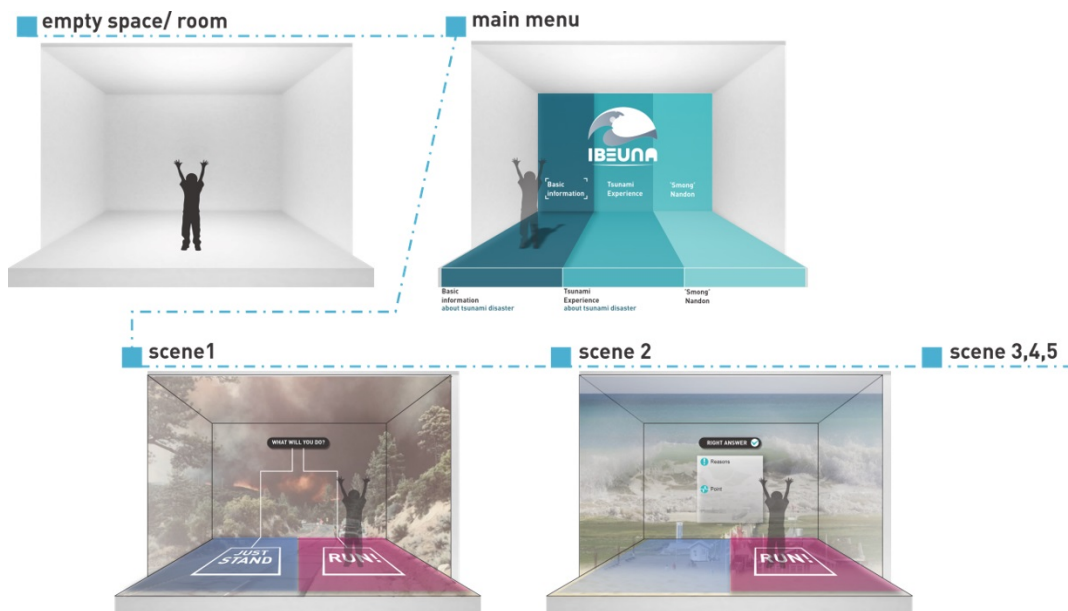 empty space/ room
main menu
IBEUNA
Basic
information
Tsunami
Experience
'Smong'
Nandon
Basic
information
about tsunami disaster
Tsunami
Experience
about tsunami disaster
'Smong'
Nandon
scene1
scene 2
scene 3,4,5
WHAT WILL YOU DO?
JUST
STAND
RUN!
RIGHT ANSWER
Reasons
Point
RUN!